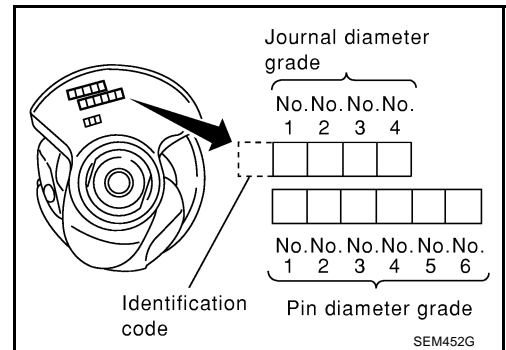 Journal diameter
grade
No. No. No. No.
1 2 3 4
No. No. No. No. No. No.
1 2 3 4 5 6
Identification
code
Pin diameter grade
SEM452G